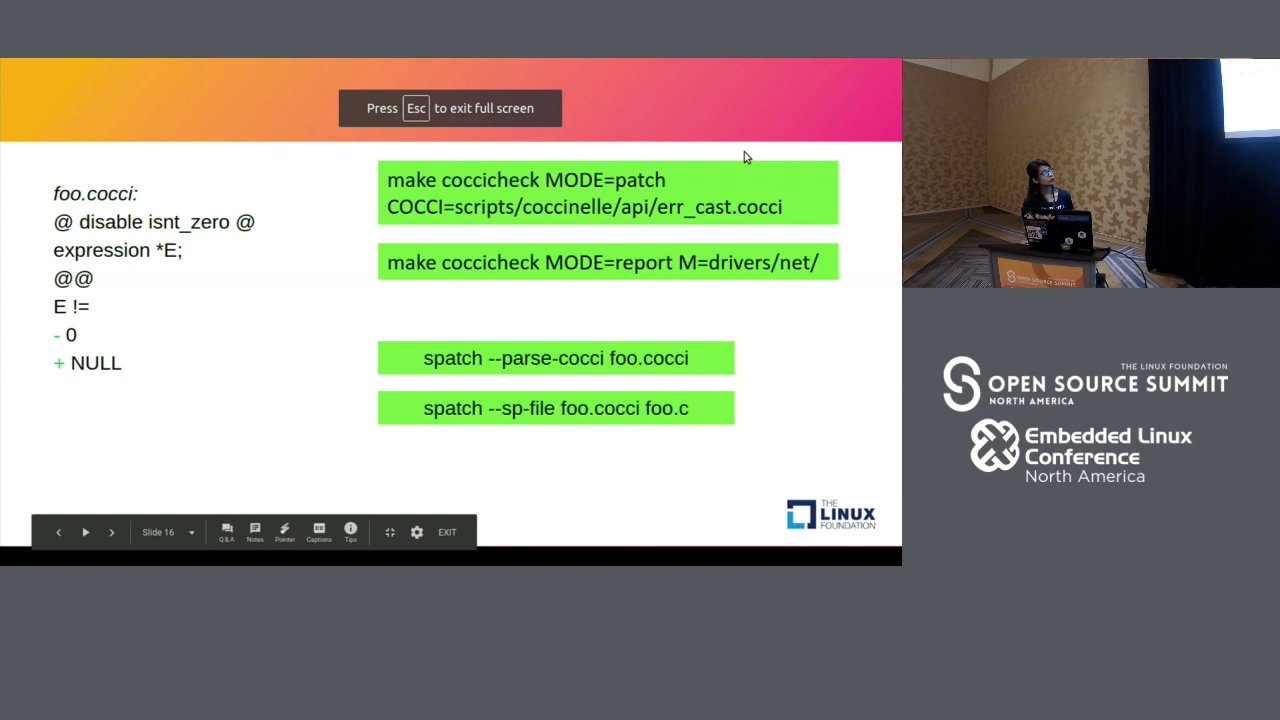 Press Esc to exit full screen
foo.cocci:
@ disable isnt_zero @
expression *E;
@@
E !=
- 0
+ NULL
make coccicheck MODE=patch
COCCI=scripts/coccinelle/api/err_cast.cocci
make coccicheck MODE=report M=drivers/net/
spatch --parse-cocci foo.cocci
spatch --sp-file foo.cocci foo.c
THE
LINUX
FOUNDATION
Slide 16
Q & A
Notes
Pointer
Captions
Tips
EXIT
OPEN SOURCE SUMMIT
THE LINUX FOUNDATION
OPEN SOURCE SUMMIT
NORTH AMERICA
Embedded Linux
Conference
North America